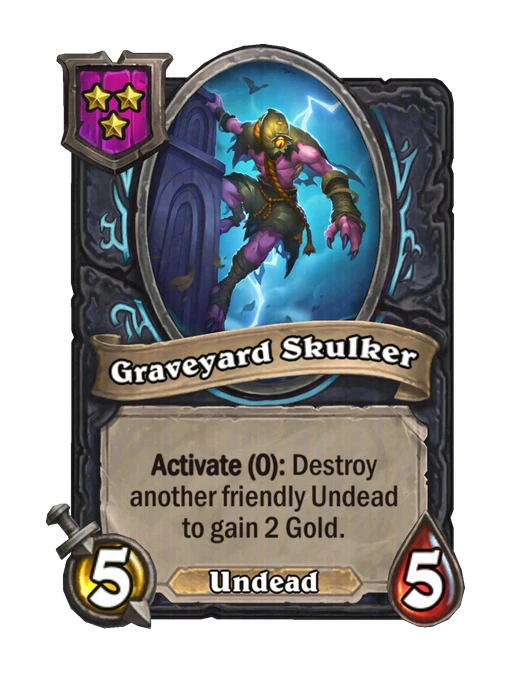 Graveyard Skulker
Activate (0): Destroy
another friendly Undead
to gain 2 Gold.
5
Undead
5